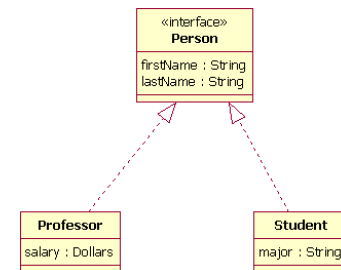 «interface»
Person
firstName : String
lastName : String
Professor
salary : Dollars
Student
major : String